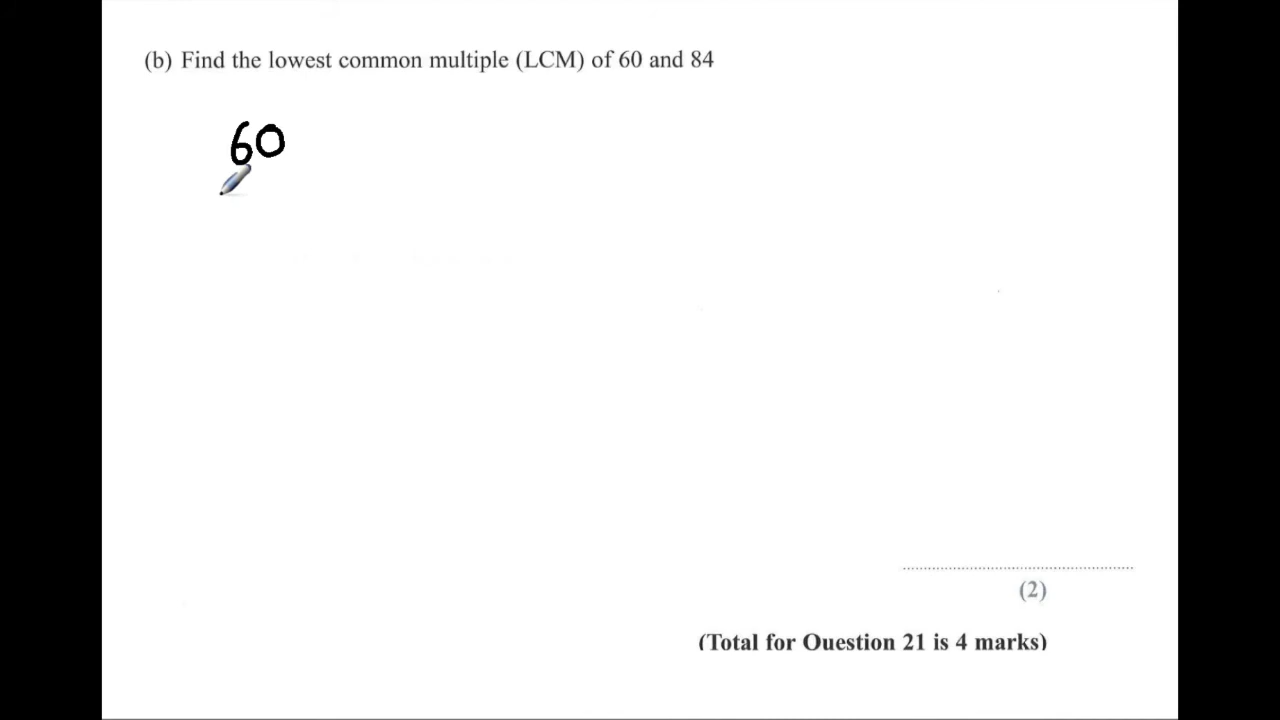 (b) Find the lowest common multiple (LCM) of 60 and 84
60
(2)
(Total for Question 21 is 4 marks)